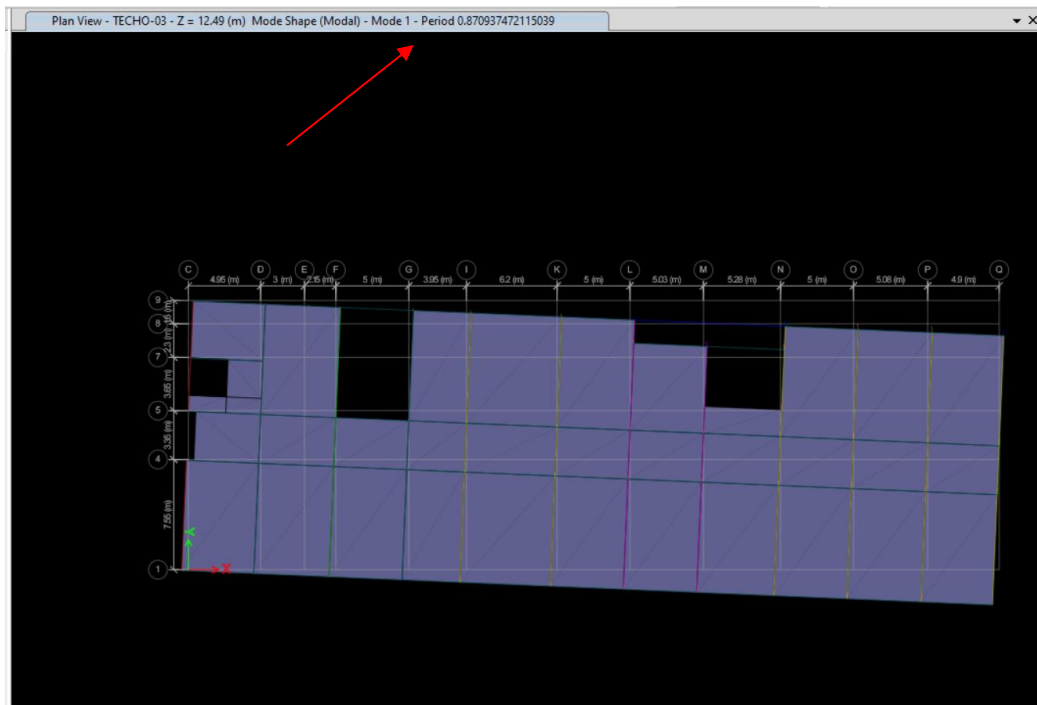 Plan View - TECHO-03 - Z = 12.49 (m) Mode Shape (Modal) - Mode 1 - Period 0.870937472115039
C D E F G I K L M N O P Q
4.95 (m) 3 (m) 2.15 (m) 5 (m) 3.95 (m) 6.2 (m) 5 (m) 5.03 (m) 5.28 (m) 5 (m) 5.08 (m) 4.9 (m)
9
8
2.3 (m)
7
3.65 (m)
5
3.35 (m)
4
7.55 (m)
Y
1
X